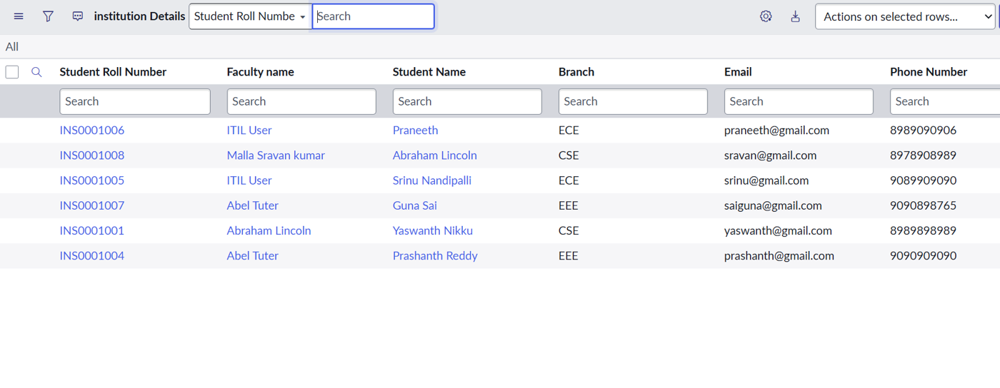 institution Details Student Roll Numbe Search Actions on selected rows...
All
Student Roll Number Faculty name Student Name Branch Email Phone Number
Search Search Search Search Search Search
INS0001006 ITIL User Praneeth ECE praneeth@gmail.com 8989090906
INS0001008 Malla Sravan kumar Abraham Lincoln CSE sravan@gmail.com 8978908989
INS0001005 ITIL User Srinu Nandipalli ECE srinu@gmail.com 9089909090
INS0001007 Abel Tuter Guna Sai EEE saiguna@gmail.com 9090898765
INS0001001 Abraham Lincoln Yaswanth Nikku CSE yaswanth@gmail.com 8989898989
INS0001004 Abel Tuter Prashanth Reddy EEE prashanth@gmail.com 9090909090